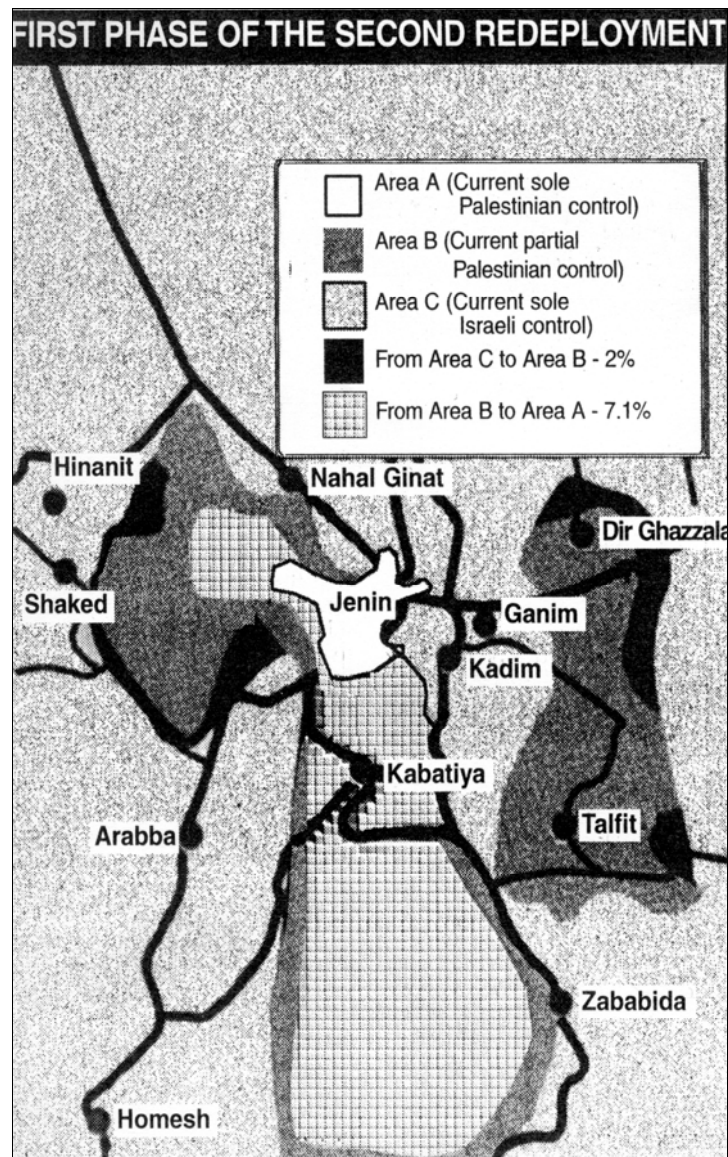 FIRST PHASE OF THE SECOND REDEPLOYMENT
Area A (Current sole
Palestinian control)
Area B (Current partial
Palestinian control)
Area C (Current sole
Israeli control)
From Area C to Area B - 2%
From Area B to Area A - 7.1%
Hinanit
Nahal Ginat
Dir Ghazzala
Shaked
Jenin
Ganim
Kadim
Kabatiya
Arabba
Talfit
Zababida
Homesh